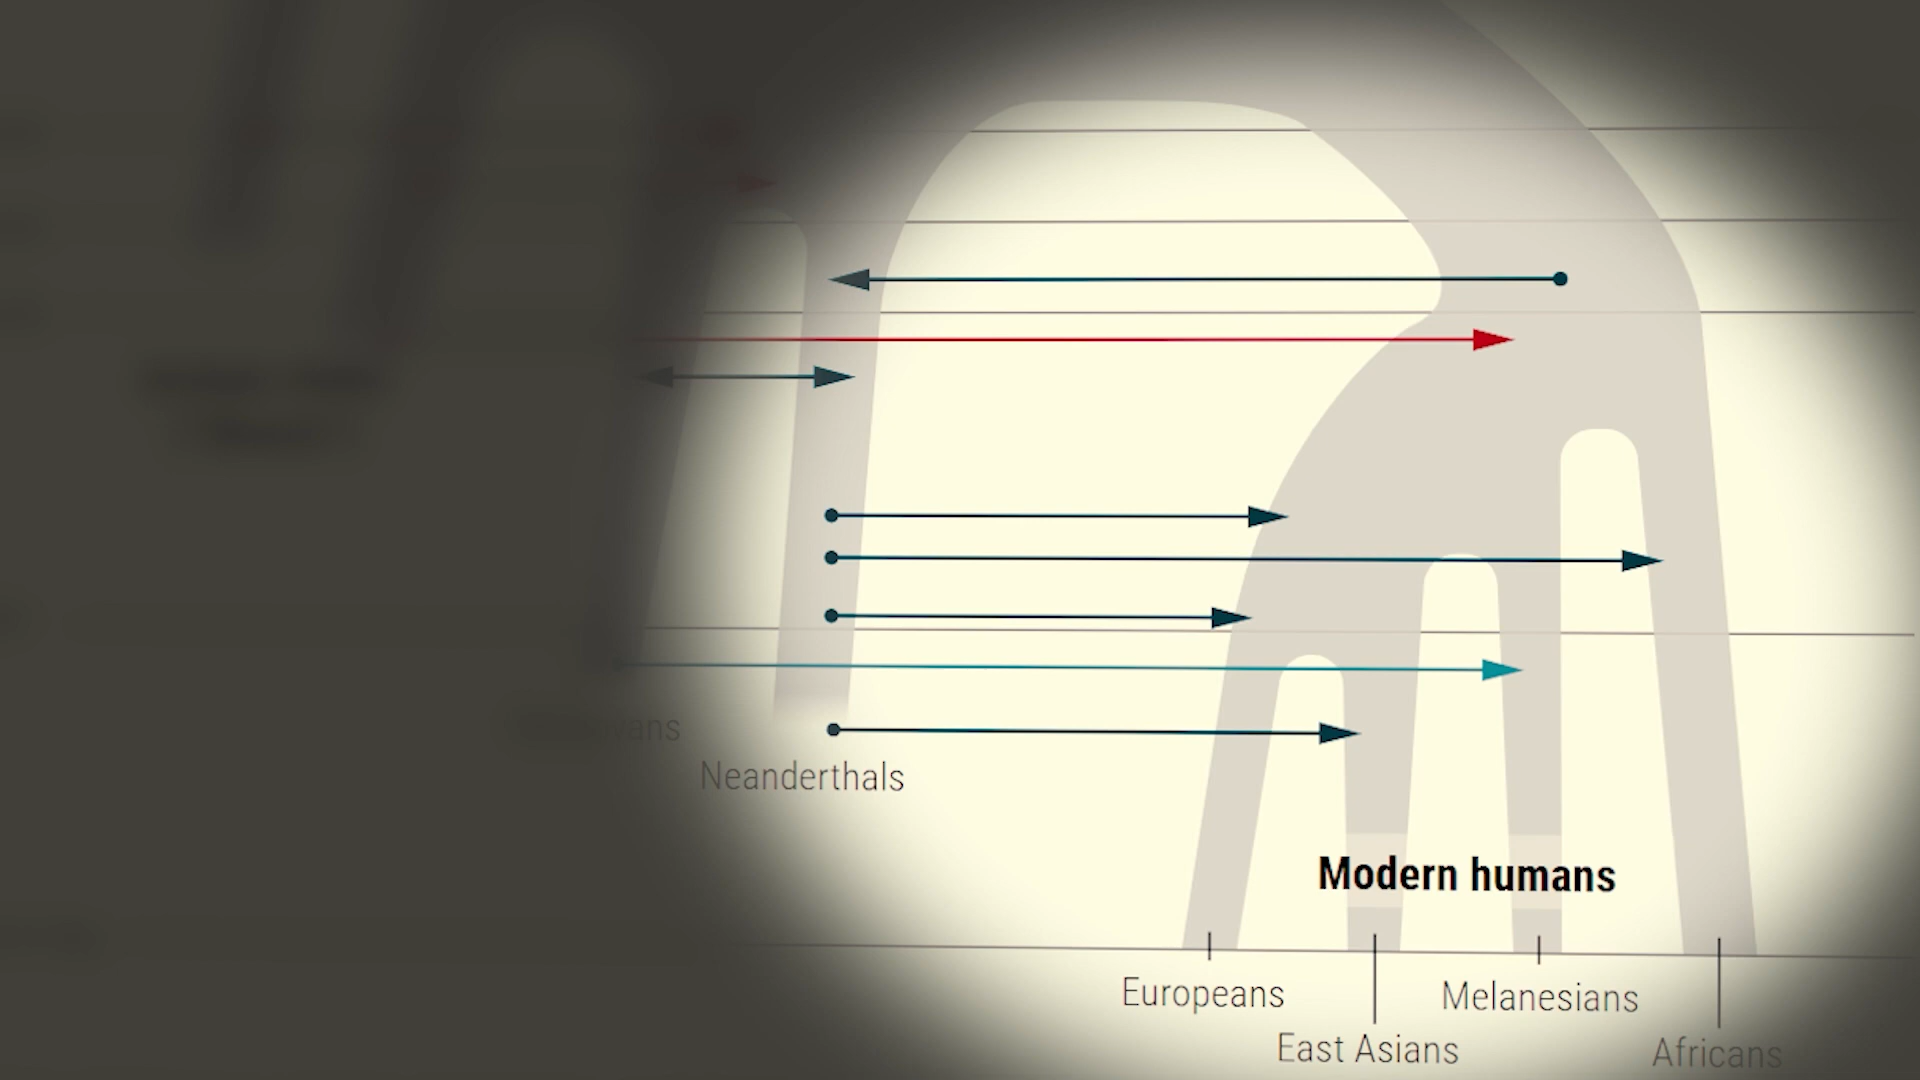 Neanderthals
Modern humans
Europeans
Melanesians
East Asians
Africans